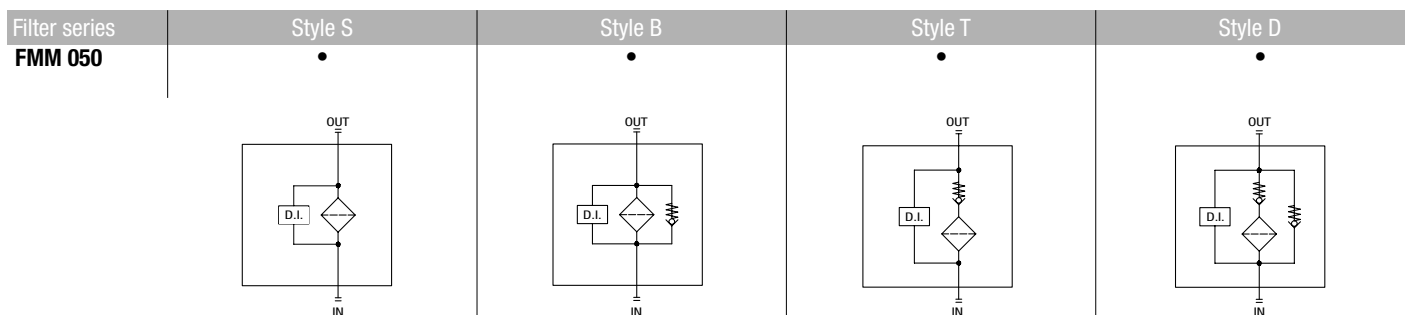 Filter series Style S Style B Style T Style D
FMM 050 • • • •
OUT OUT OUT OUT
D.I. D.I. D.I. D.I.
IN IN IN IN